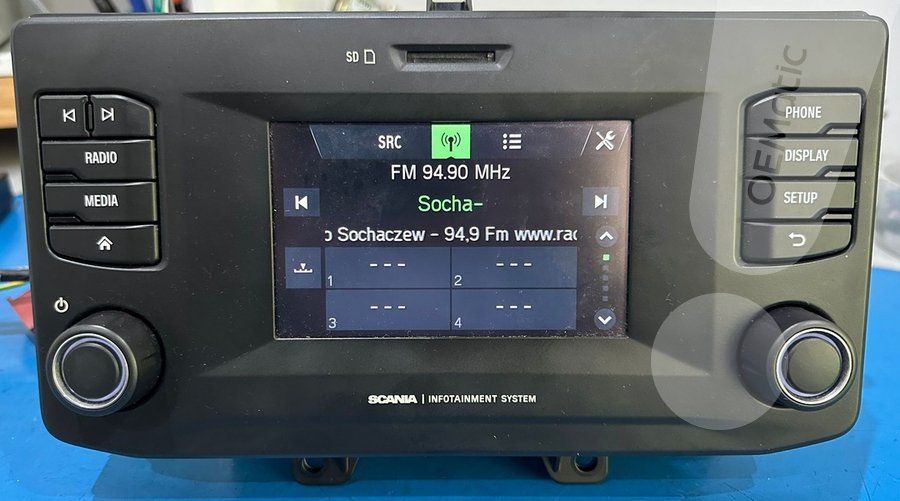 SD
RADIO
MEDIA
PHONE
DISPLAY
SETUP
SRC
FM 94.90 MHz
Socha-
o Sochaczew - 94,9 Fm www.rac
--- ---
1 2
--- ---
3 4
SCANIA | INFOTAINMENT SYSTEM
OEMatic